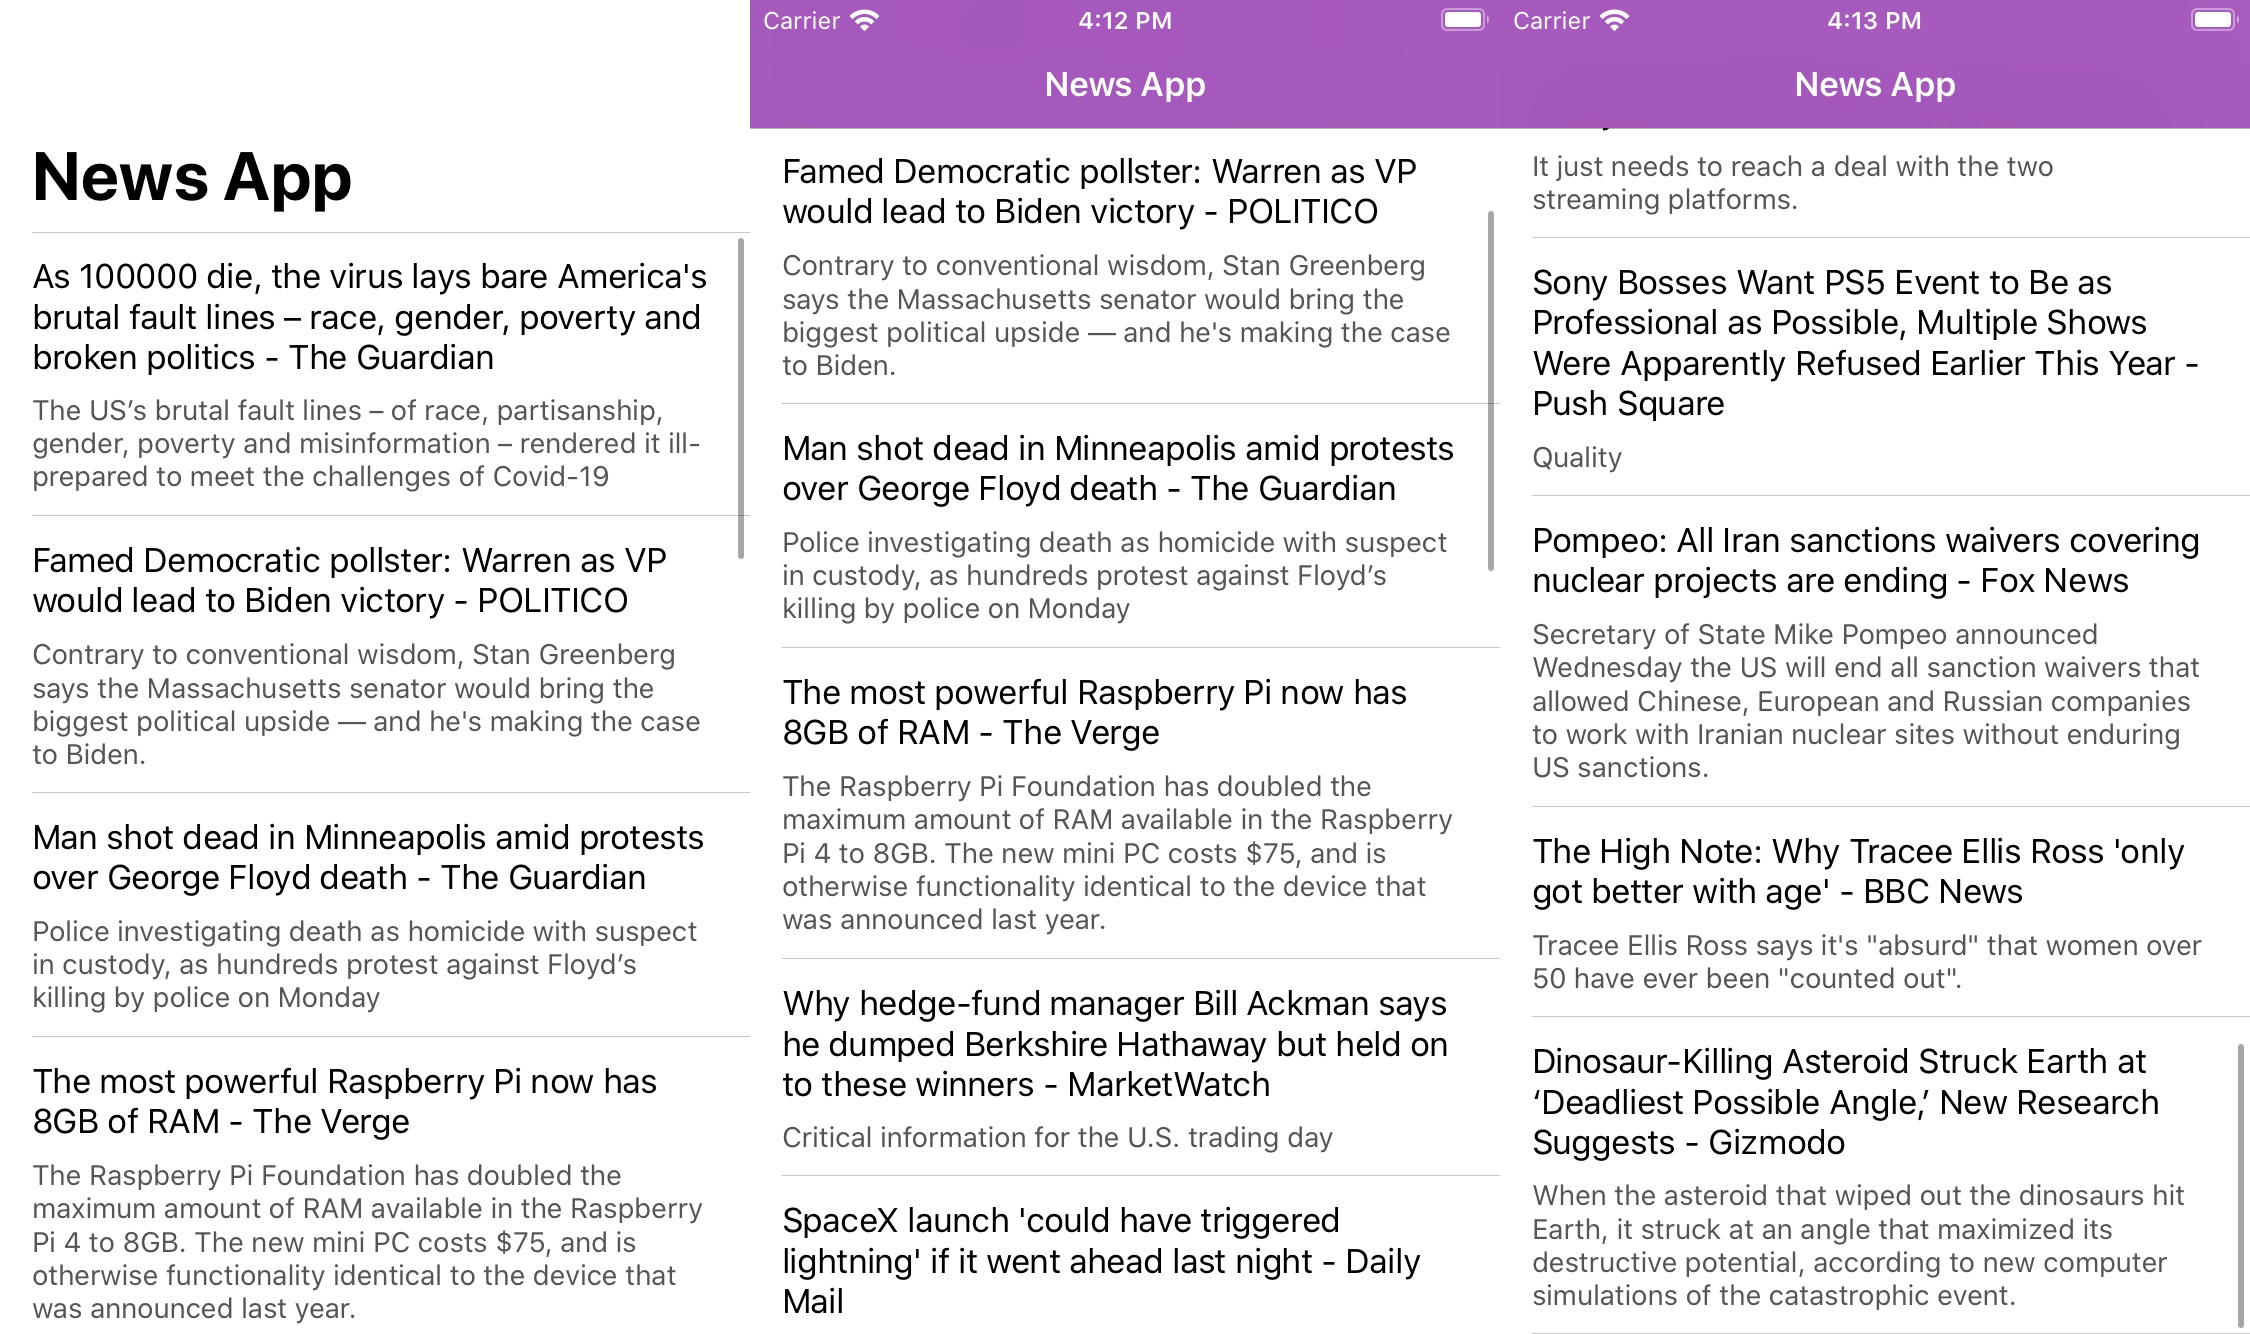 News App
As 100000 die, the virus lays bare America's
brutal fault lines – race, gender, poverty and
broken politics - The Guardian
The US’s brutal fault lines – of race, partisanship,
gender, poverty and misinformation – rendered it ill-
prepared to meet the challenges of Covid-19
Famed Democratic pollster: Warren as VP
would lead to Biden victory - POLITICO
Contrary to conventional wisdom, Stan Greenberg
says the Massachusetts senator would bring the
biggest political upside — and he's making the case
to Biden.
Man shot dead in Minneapolis amid protests
over George Floyd death - The Guardian
Police investigating death as homicide with suspect
in custody, as hundreds protest against Floyd’s
killing by police on Monday
The most powerful Raspberry Pi now has
8GB of RAM - The Verge
The Raspberry Pi Foundation has doubled the
maximum amount of RAM available in the Raspberry
Pi 4 to 8GB. The new mini PC costs $75, and is
otherwise functionality identical to the device that
was announced last year.
Carrier 4:12 PM
News App
Famed Democratic pollster: Warren as VP
would lead to Biden victory - POLITICO
Contrary to conventional wisdom, Stan Greenberg
says the Massachusetts senator would bring the
biggest political upside — and he's making the case
to Biden.
Man shot dead in Minneapolis amid protests
over George Floyd death - The Guardian
Police investigating death as homicide with suspect
in custody, as hundreds protest against Floyd’s
killing by police on Monday
The most powerful Raspberry Pi now has
8GB of RAM - The Verge
The Raspberry Pi Foundation has doubled the
maximum amount of RAM available in the Raspberry
Pi 4 to 8GB. The new mini PC costs $75, and is
otherwise functionality identical to the device that
was announced last year.
Why hedge-fund manager Bill Ackman says
he dumped Berkshire Hathaway but held on
to these winners - MarketWatch
Critical information for the U.S. trading day
SpaceX launch 'could have triggered
lightning' if it went ahead last night - Daily
Mail
Carrier 4:13 PM
News App
It just needs to reach a deal with the two
streaming platforms.
Sony Bosses Want PS5 Event to Be as
Professional as Possible, Multiple Shows
Were Apparently Refused Earlier This Year -
Push Square
Quality
Pompeo: All Iran sanctions waivers covering
nuclear projects are ending - Fox News
Secretary of State Mike Pompeo announced
Wednesday the US will end all sanction waivers that
allowed Chinese, European and Russian companies
to work with Iranian nuclear sites without enduring
US sanctions.
The High Note: Why Tracee Ellis Ross 'only
got better with age' - BBC News
Tracee Ellis Ross says it's "absurd" that women over
50 have ever been "counted out".
Dinosaur-Killing Asteroid Struck Earth at
‘Deadliest Possible Angle,’ New Research
Suggests - Gizmodo
When the asteroid that wiped out the dinosaurs hit
Earth, it struck at an angle that maximized its
destructive potential, according to new computer
simulations of the catastrophic event.